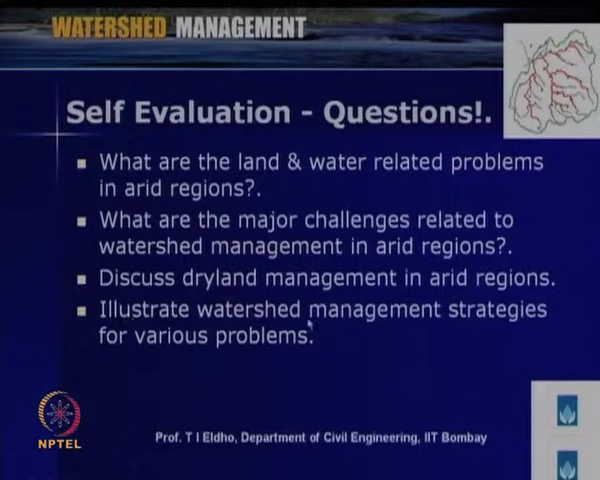 WATERSHED MANAGEMENT
Self Evaluation - Questions!.
What are the land & water related problems
in arid regions?.
What are the major challenges related to
watershed management in arid regions?.
Discuss dryland management in arid regions.
Illustrate watershed management strategies
for various problems.
NPTEL
Prof. T I Eldho, Department of Civil Engineering, IIT Bombay